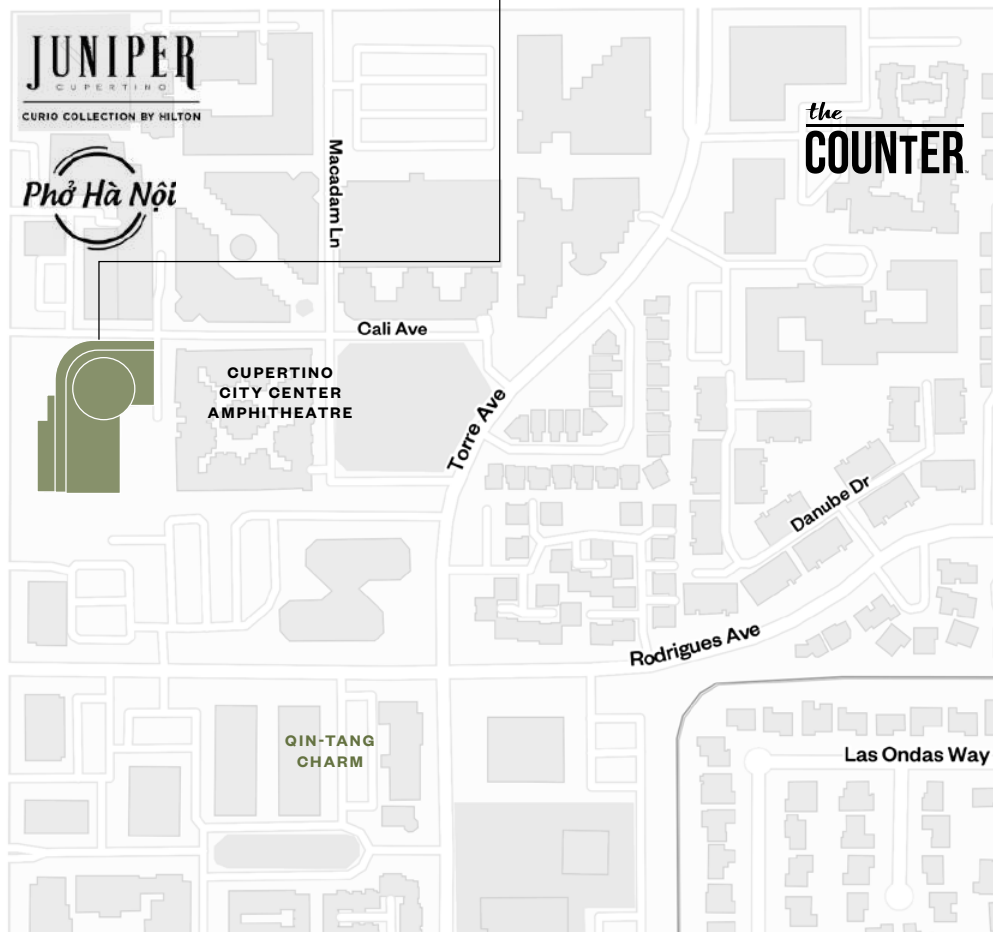 JUNIPER
CUPERTINO
CURIO COLLECTION BY HILTON
the
COUNTER
Macadam Ln
Phở Hà Nội
Cali Ave
CUPERTINO
CITY CENTER
AMPHITHEATRE
Torre Ave
Danube Dr
Rodrigues Ave
QIN-TANG
CHARM
Las Ondas Way